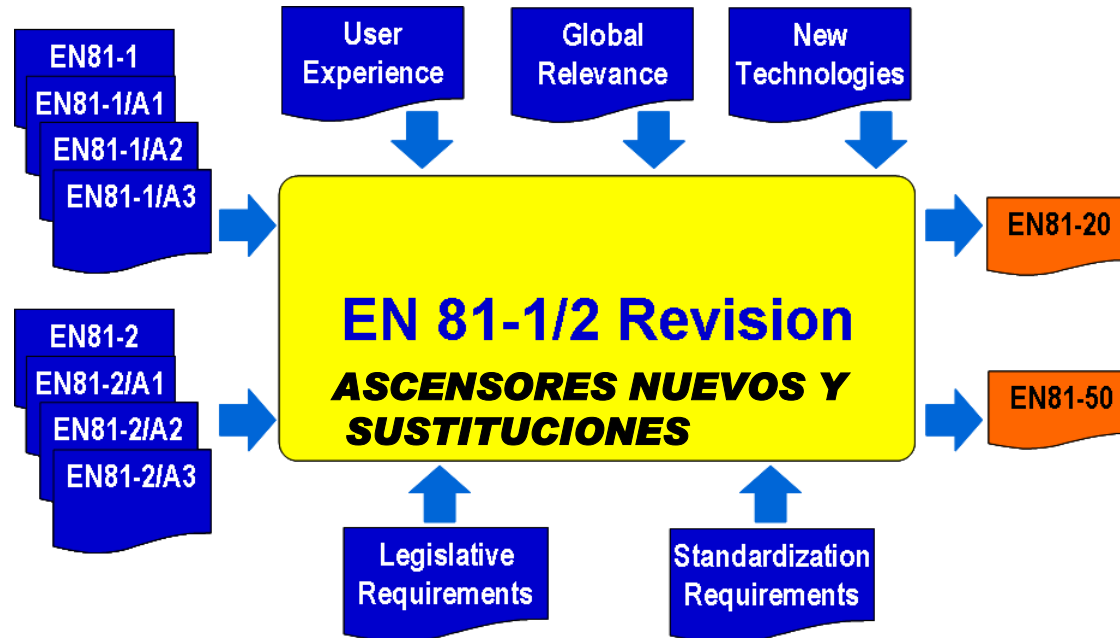 EN81-1
EN81-1/A1
EN81-1/A2
EN81-1/A3
User
Experience
Global
Relevance
New
Technologies
EN81-2
EN81-2/A1
EN81-2/A2
EN81-2/A3
EN 81-1/2 Revision
ASCENSORES NUEVOS Y
SUSTITUCIONES
EN81-20
EN81-50
Legislative
Requirements
Standardization
Requirements